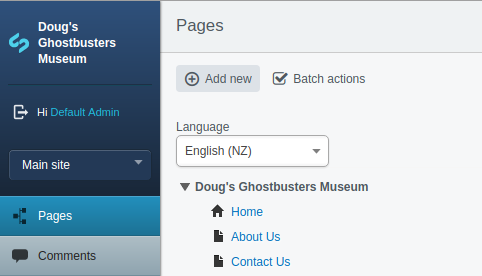 Doug's
Ghostbusters
Museum
Hi Default Admin
Main site
Pages
Comments
Pages
Add new
Batch actions
Language
English (NZ)
Doug's Ghostbusters Museum
Home
About Us
Contact Us